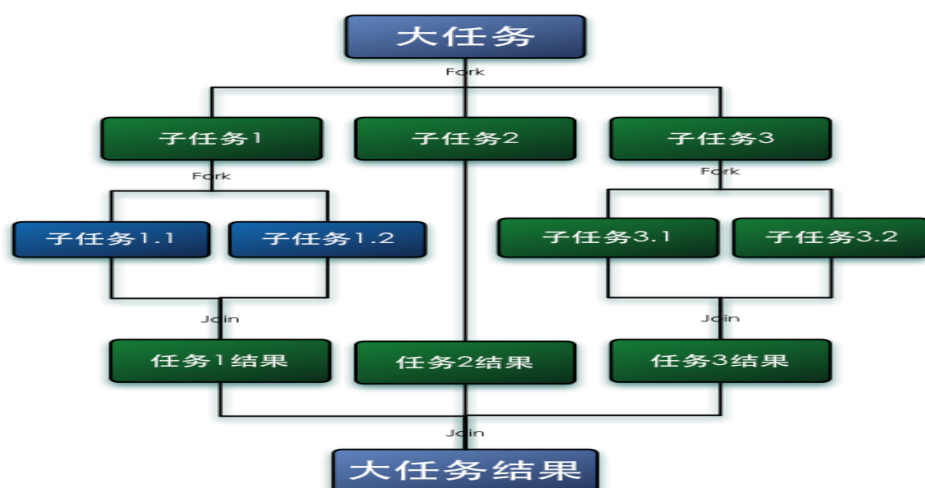 大任务
Fork
子任务1
子任务2
子任务3
Fork
Fork
子任务1.1
子任务1.2
子任务3.1
子任务3.2
Join
Join
任务1结果
任务2结果
任务3结果
Join
大任务结果